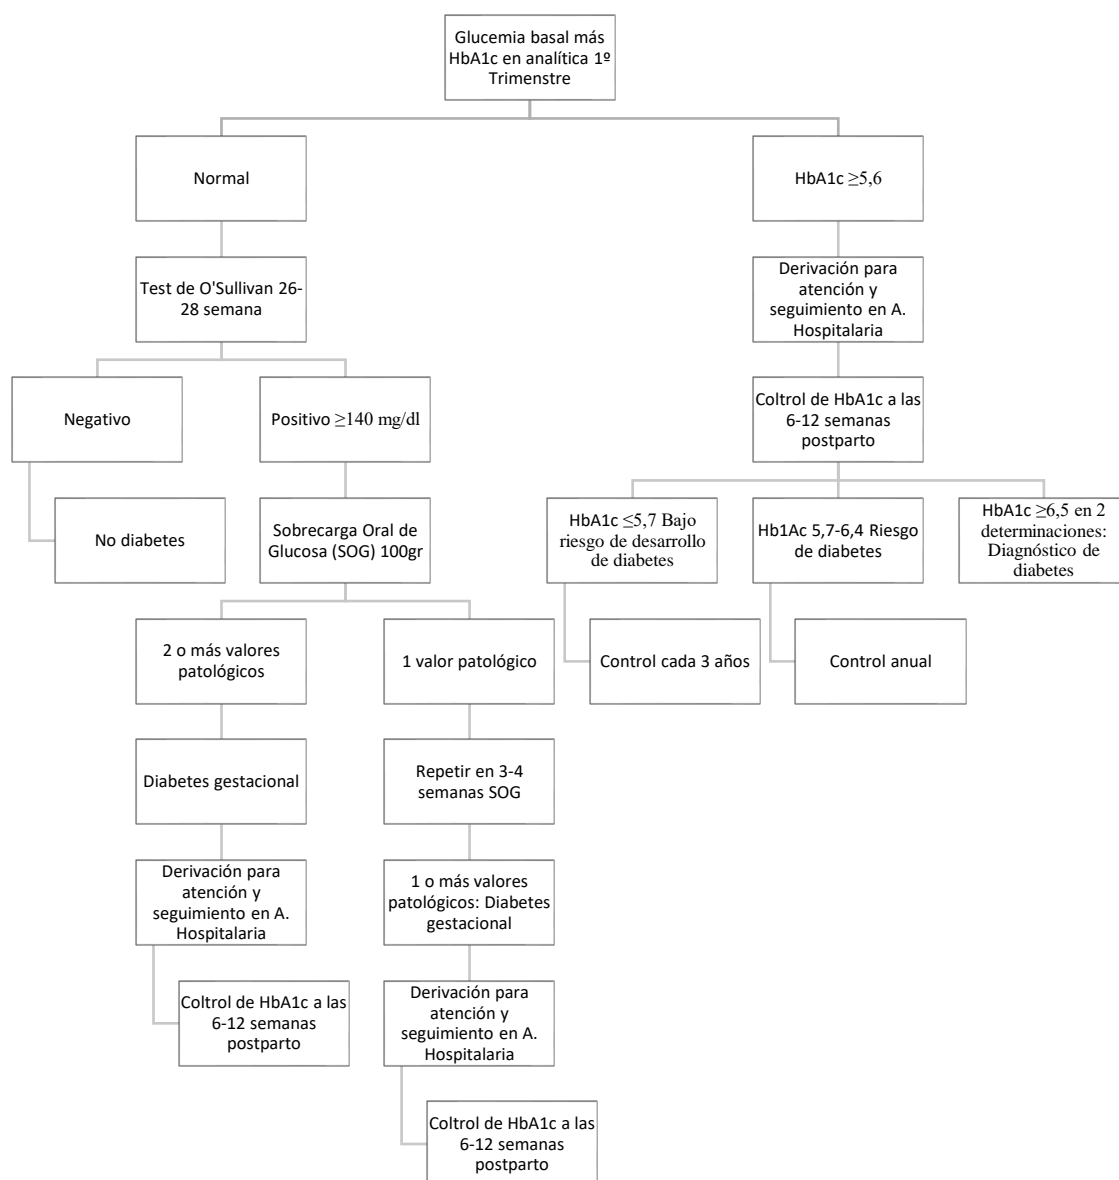 Glucemia basal más
HbA1c en analítica 1º
Trimenstre
Normal
HbA1c ≥5,6
Test de O'Sullivan 26-
28 semana
Derivación para
atención y
seguimiento en A.
Hospitalaria
Negativo
Positivo ≥140 mg/dl
Coltrol de HbA1c a las
6-12 semanas
postparto
No diabetes
Sobrecarga Oral de
Glucosa (SOG) 100gr
HbA1c ≤5,7 Bajo
riesgo de desarrollo
de diabetes
Hb1Ac 5,7-6,4 Riesgo
de diabetes
HbA1c ≥6,5 en 2
determinaciones:
Diagnóstico de
diabetes
2 o más valores
patológicos
1 valor patológico
Control cada 3 años
Control anual
Diabetes gestacional
Repetir en 3-4
semanas SOG
Derivación para
atención y
seguimiento en A.
Hospitalaria
1 o más valores
patológicos: Diabetes
gestacional
Coltrol de HbA1c a las
6-12 semanas
postparto
Derivación para
atención y
seguimiento en A.
Hospitalaria
Coltrol de HbA1c a las
6-12 semanas
postparto